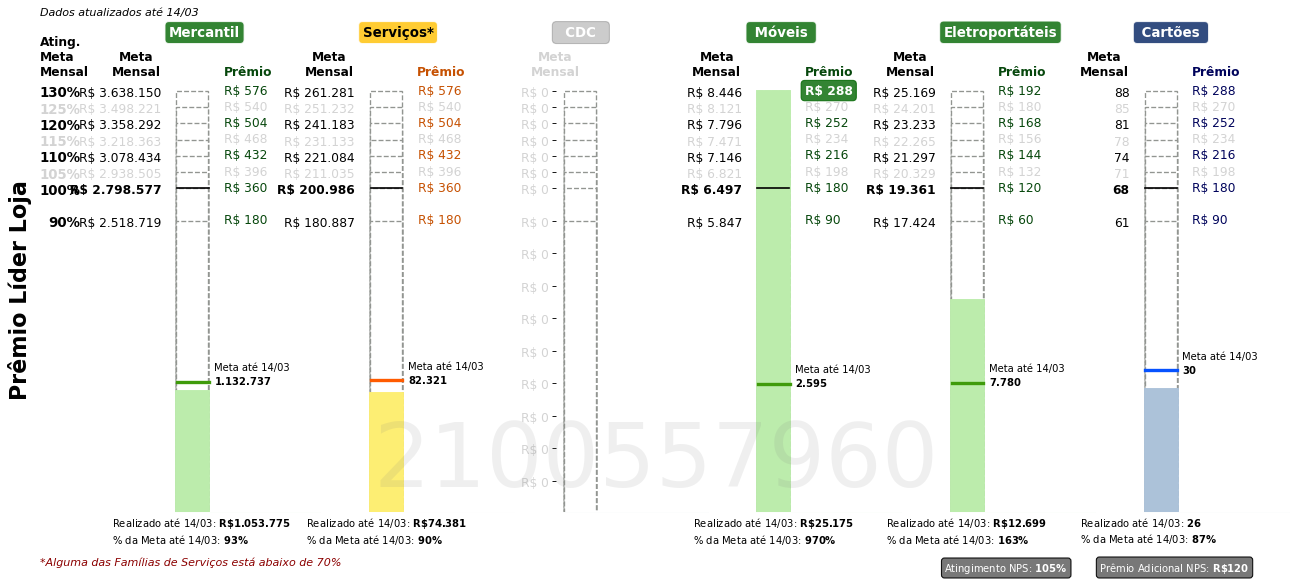 Dados atualizados até 14/03
Mercantil Serviços* CDC Móveis Eletroportáteis Cartões
Ating.
Meta Meta Meta Meta Meta Meta Meta
Mensal Mensal Prêmio Mensal Prêmio Mensal Mensal Prêmio Mensal Prêmio Mensal Prêmio
130% R$ 3.638.150 R$ 576 R$ 261.281 R$ 576 R$ 0 R$ 8.446 R$ 288 R$ 25.169 R$ 192 88 R$ 288
125% R$ 3.498.221 R$ 540 R$ 251.232 R$ 540 R$ 0 R$ 8.121 R$ 270 R$ 24.201 R$ 180 85 R$ 270
120% R$ 3.358.292 R$ 504 R$ 241.183 R$ 504 R$ 0 R$ 7.796 R$ 252 R$ 23.233 R$ 168 81 R$ 252
115% R$ 3.218.363 R$ 468 R$ 231.133 R$ 468 R$ 0 R$ 7.471 R$ 234 R$ 22.265 R$ 156 78 R$ 234
110% R$ 3.078.434 R$ 432 R$ 221.084 R$ 432 R$ 0 R$ 7.146 R$ 216 R$ 21.297 R$ 144 74 R$ 216
105% R$ 2.938.505 R$ 396 R$ 211.035 R$ 396 R$ 0 R$ 6.821 R$ 198 R$ 20.329 R$ 132 71 R$ 198
100% R$ 2.798.577 R$ 360 R$ 200.986 R$ 360 R$ 0 R$ 6.497 R$ 180 R$ 19.361 R$ 120 68 R$ 180
90% R$ 2.518.719 R$ 180 R$ 180.887 R$ 180 R$ 0 R$ 5.847 R$ 90 R$ 17.424 R$ 60 61 R$ 90
R$ 0
R$ 0
R$ 0
R$ 0
R$ 0
R$ 0
R$ 0
R$ 0
Prêmio Líder Loja
Meta até 14/03 Meta até 14/03 Meta até 14/03 Meta até 14/03 Meta até 14/03
1.132.737 82.321 2.595 7.780 30
2100557960
Realizado até 14/03: R$1.053.775 Realizado até 14/03: R$74.381 Realizado até 14/03: R$25.175 Realizado até 14/03: R$12.699 Realizado até 14/03: 26
% da Meta até 14/03: 93% % da Meta até 14/03: 90% % da Meta até 14/03: 970% % da Meta até 14/03: 163% % da Meta até 14/03: 87%
*Alguma das Famílias de Serviços está abaixo de 70%
Atingimento NPS: 105% Prêmio Adicional NPS: R$120